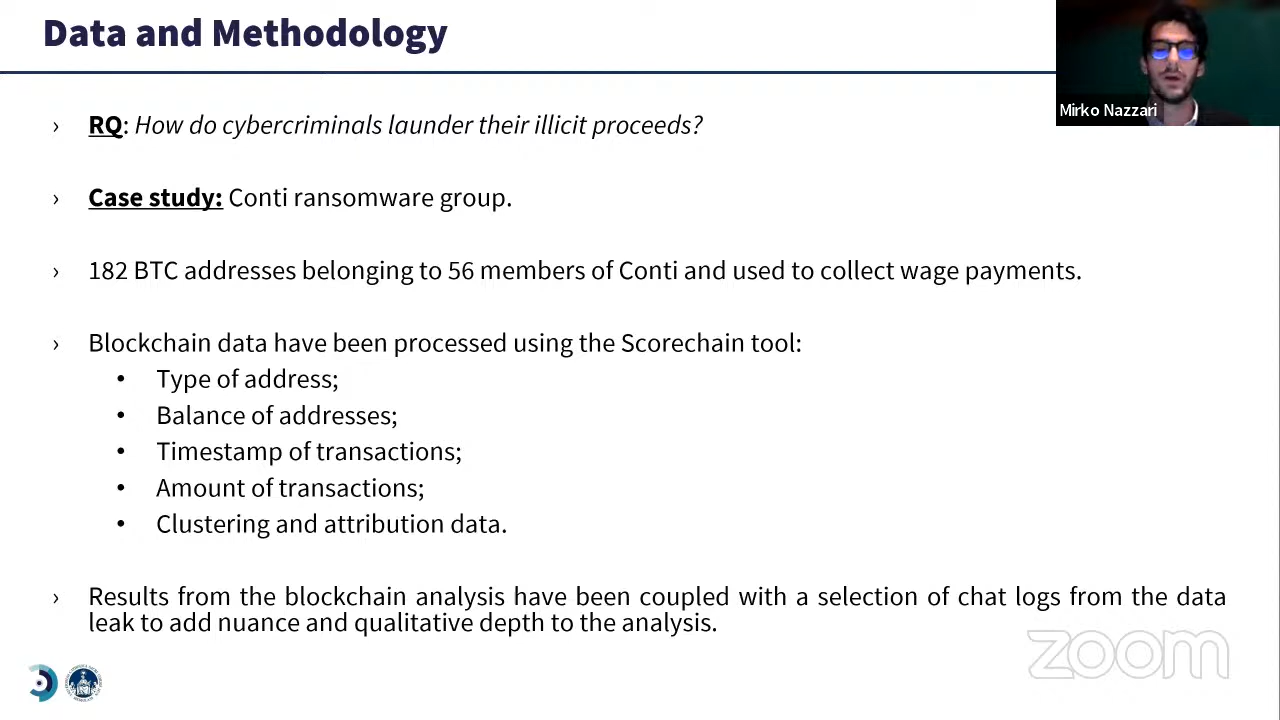 Data and Methodology
Mirko Nazzari
› RQ: How do cybercriminals launder their illicit proceeds?
› Case study: Conti ransomware group.
› 182 BTC addresses belonging to 56 members of Conti and used to collect wage payments.
› Blockchain data have been processed using the Scorechain tool:
• Type of address;
• Balance of addresses;
• Timestamp of transactions;
• Amount of transactions;
• Clustering and attribution data.
› Results from the blockchain analysis have been coupled with a selection of chat logs from the data
leak to add nuance and qualitative depth to the analysis.
zoom